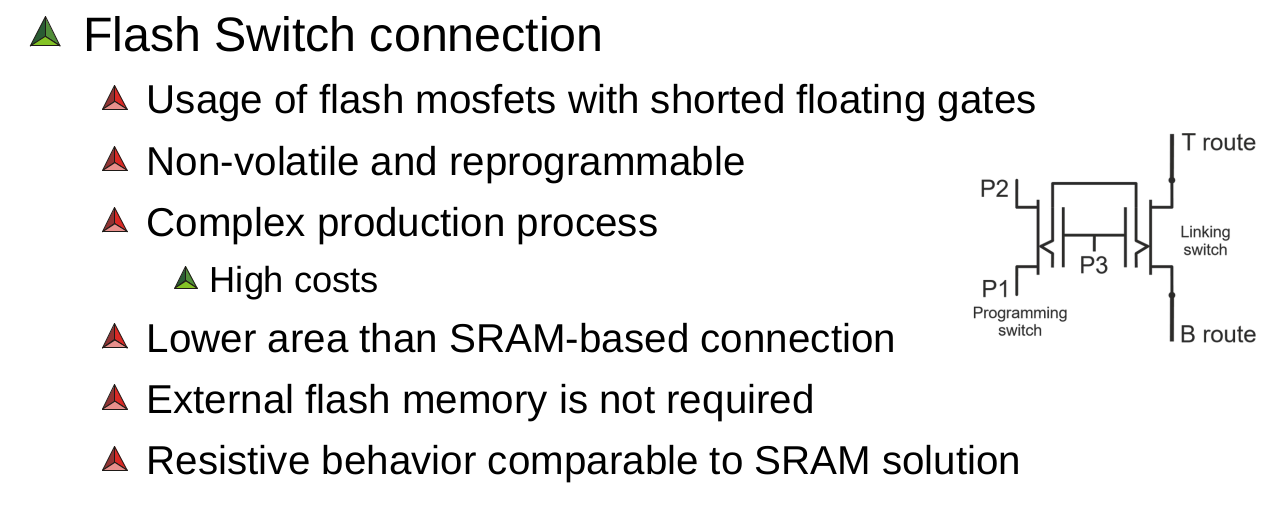 Flash Switch connection
Usage of flash mosfets with shorted floating gates
Non-volatile and reprogrammable
Complex production process
High costs
Lower area than SRAM-based connection
External flash memory is not required
Resistive behavior comparable to SRAM solution
T route
P2
Linking
switch
P3
P1
Programming
switch
B route